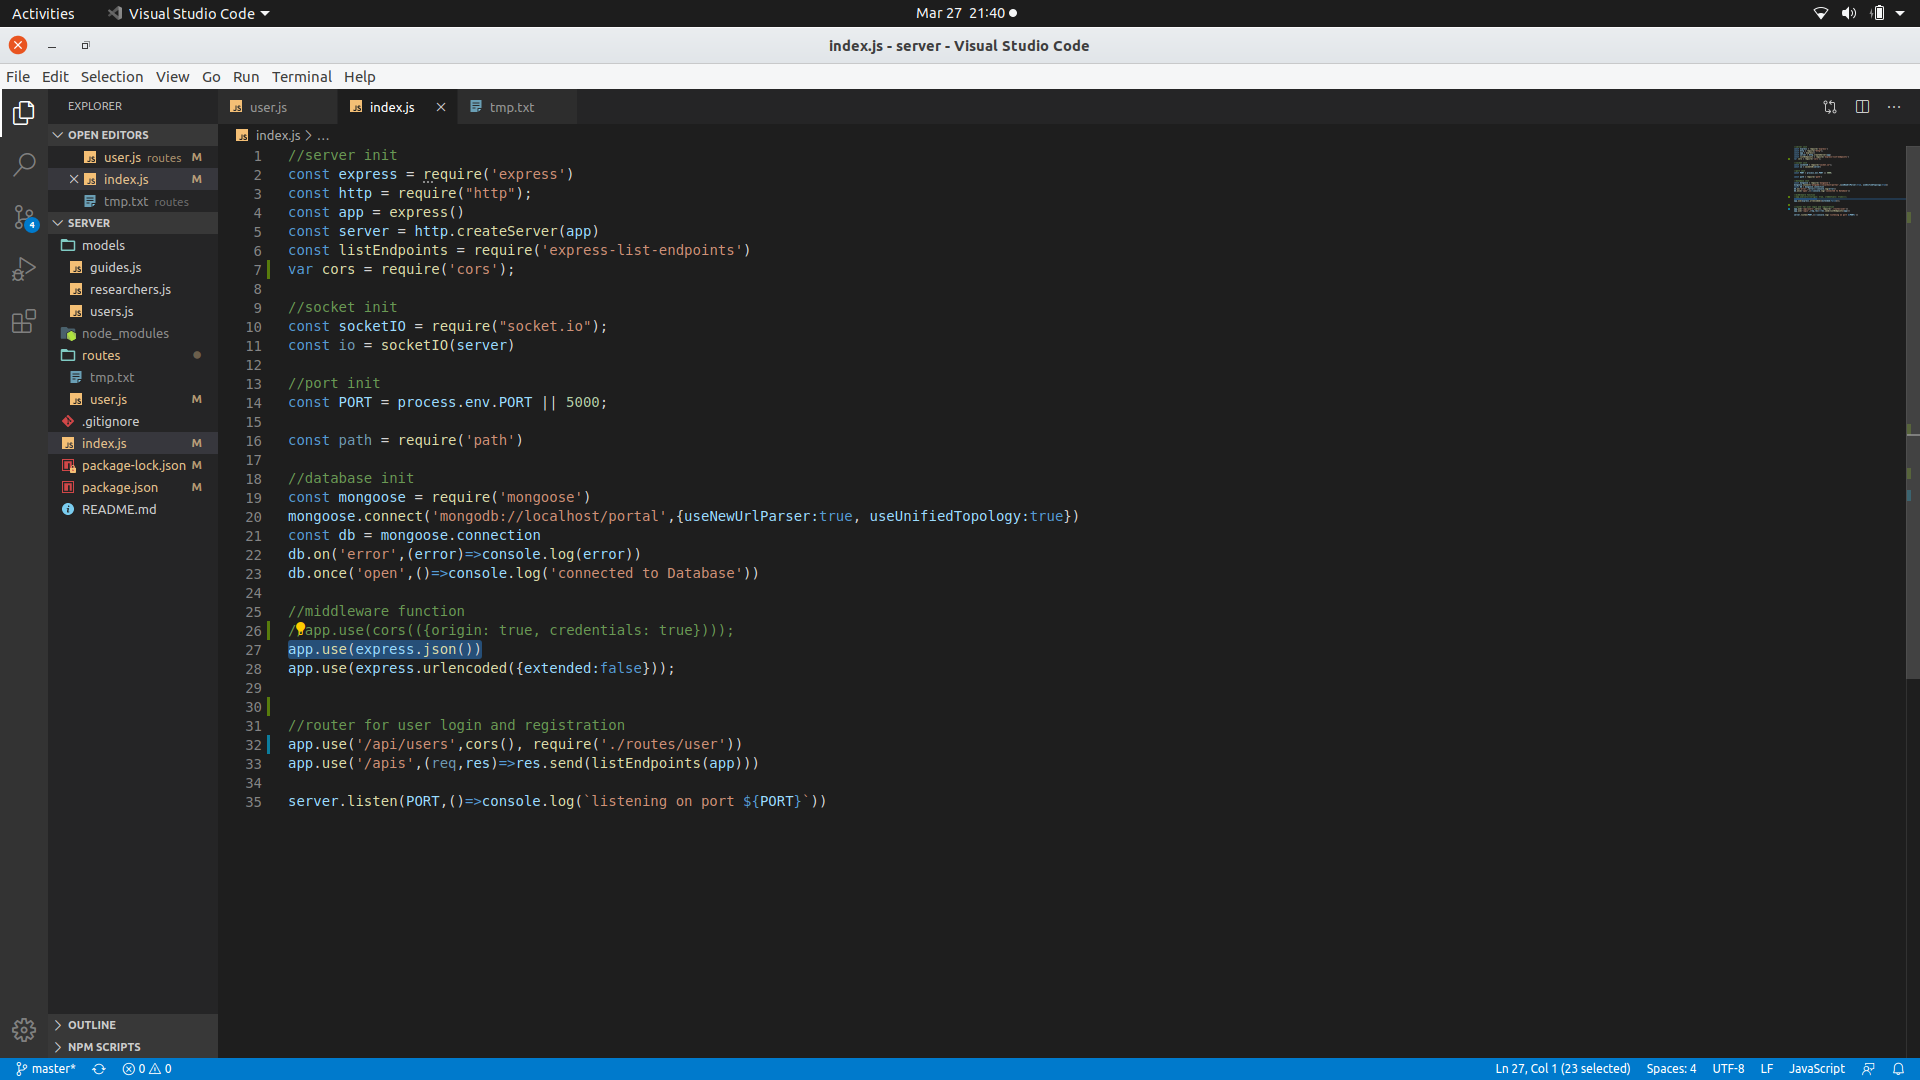 Activities
Visual Studio Code
Mar 27 21:40
index.js - server - Visual Studio Code
File Edit Selection View Go Run Terminal Help
EXPLORER
user.js
index.js
tmp.txt
OPEN EDITORS
index.js > ...
user.js routes M
index.js M
tmp.txt routes
SERVER
models
guides.js
researchers.js
users.js
node_modules
routes
tmp.txt
user.js M
.gitignore
index.js M
package-lock.json M
package.json M
README.md
4
OUTLINE
NPM SCRIPTS
1 //server init
2 const express = require('express')
3 const http = require("http");
4 const app = express()
5 const server = http.createServer(app)
6 const listEndpoints = require('express-list-endpoints')
7 var cors = require('cors');
8
9 //socket init
10 const socketIO = require("socket.io");
11 const io = socketIO(server)
12
13 //port init
14 const PORT = process.env.PORT || 5000;
15
16 const path = require('path')
17
18 //database init
19 const mongoose = require('mongoose')
20 mongoose.connect('mongodb://localhost/portal',{useNewUrlParser:true, useUnifiedTopology:true})
21 const db = mongoose.connection
22 db.on('error',(error)=>console.log(error))
23 db.once('open',()=>console.log('connected to Database'))
24
25 //middleware function
26 //app.use(cors(({origin: true, credentials: true})));
27 app.use(express.json())
28 app.use(express.urlencoded({extended:false}));
29
30
31 //router for user login and registration
32 app.use('/api/users',cors(), require('./routes/user'))
33 app.use('/apis',(req,res)=>res.send(listEndpoints(app)))
34
35 server.listen(PORT,()=>console.log(`listening on port ${PORT}`))
master* 0 0
Ln 27, Col 1 (23 selected) Spaces: 4 UTF-8 LF JavaScript